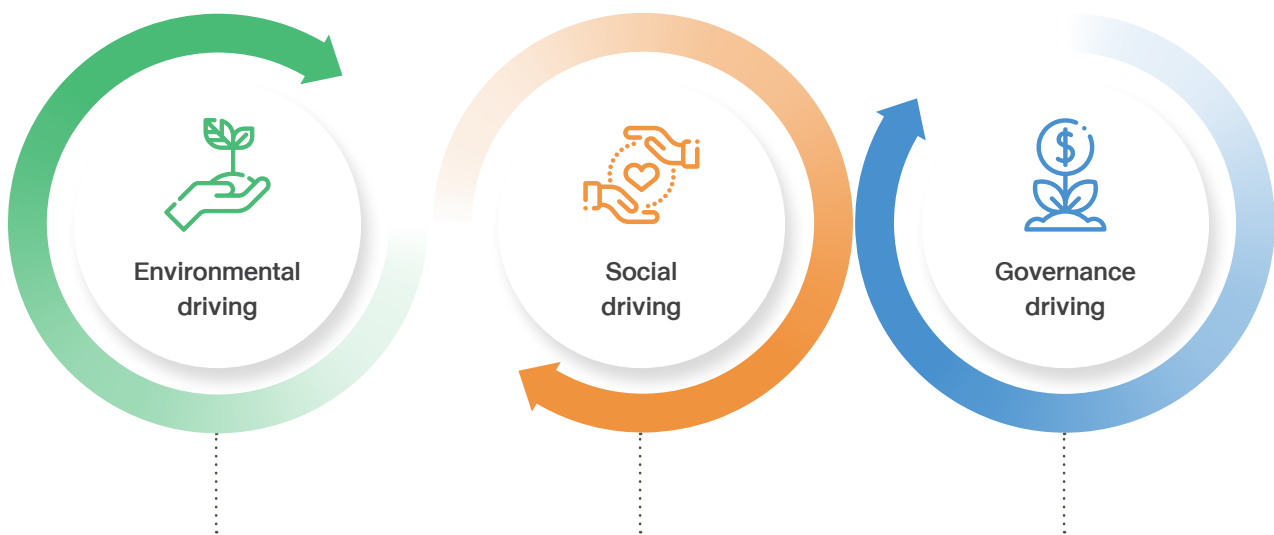 Environmental
driving
Social
driving
$
Governance
driving